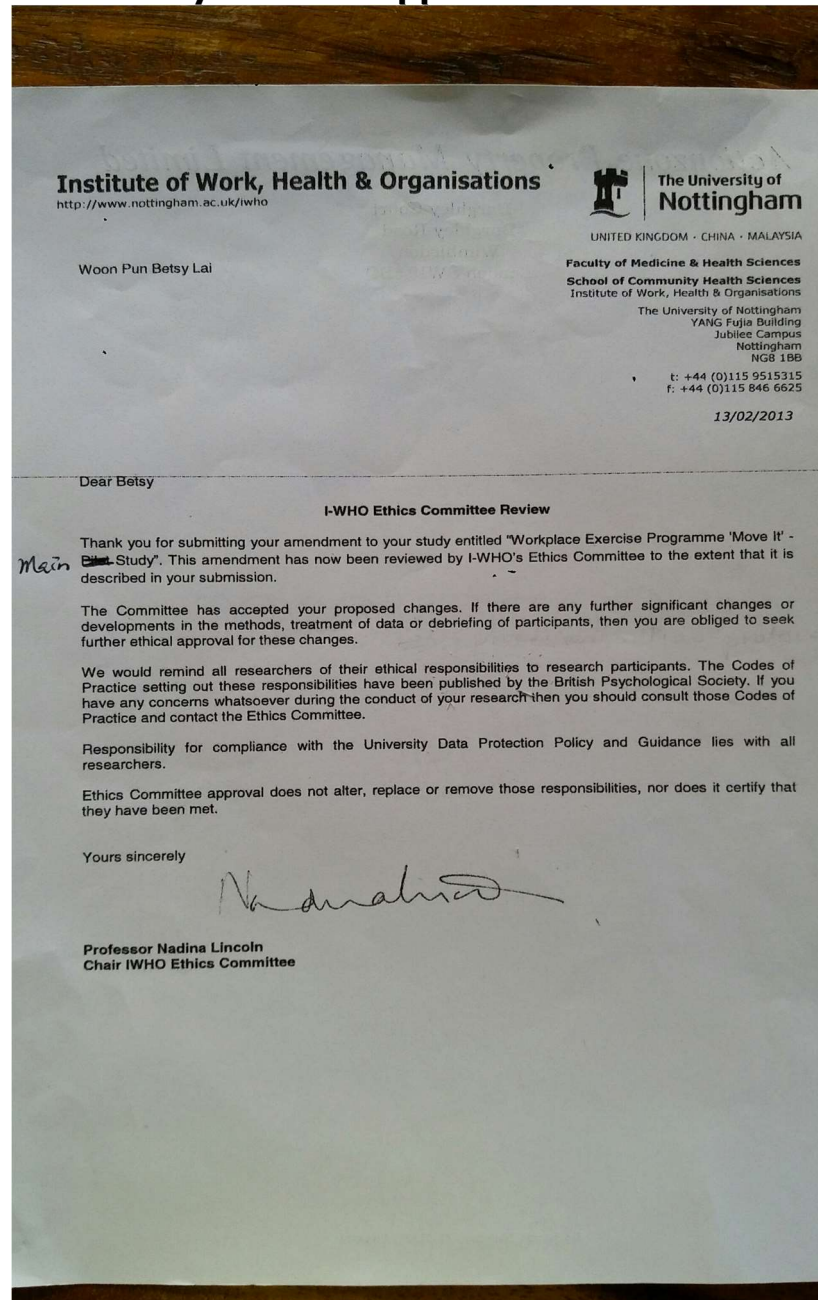 Institute of Work, Health & Organisations
http://www.nottingham.ac.uk/iwho
The University of
Nottingham
UNITED KINGDOM · CHINA · MALAYSIA
Woon Pun Betsy Lai
Faculty of Medicine & Health Sciences
School of Community Health Sciences
Institute of Work, Health & Organisations
The University of Nottingham
YANG Fujia Building
Jubilee Campus
Nottingham
NG8 1BB
t: +44 (0)115 9515315
f: +44 (0)115 846 6625
13/02/2013
Dear Betsy
I-WHO Ethics Committee Review
Thank you for submitting your amendment to your study entitled "Workplace Exercise Programme 'Move It' -
Main Study". This amendment has now been reviewed by I-WHO's Ethics Committee to the extent that it is
described in your submission.
The Committee has accepted your proposed changes. If there are any further significant changes or
developments in the methods, treatment of data or debriefing of participants, then you are obliged to seek
further ethical approval for these changes.
We would remind all researchers of their ethical responsibilities to research participants. The Codes of
Practice setting out these responsibilities have been published by the British Psychological Society. If you
have any concerns whatsoever during the conduct of your research then you should consult those Codes of
Practice and contact the Ethics Committee.
Responsibility for compliance with the University Data Protection Policy and Guidance lies with all
researchers.
Ethics Committee approval does not alter, replace or remove those responsibilities, nor does it certify that
they have been met.
Yours sincerely
Professor Nadina Lincoln
Chair IWHO Ethics Committee